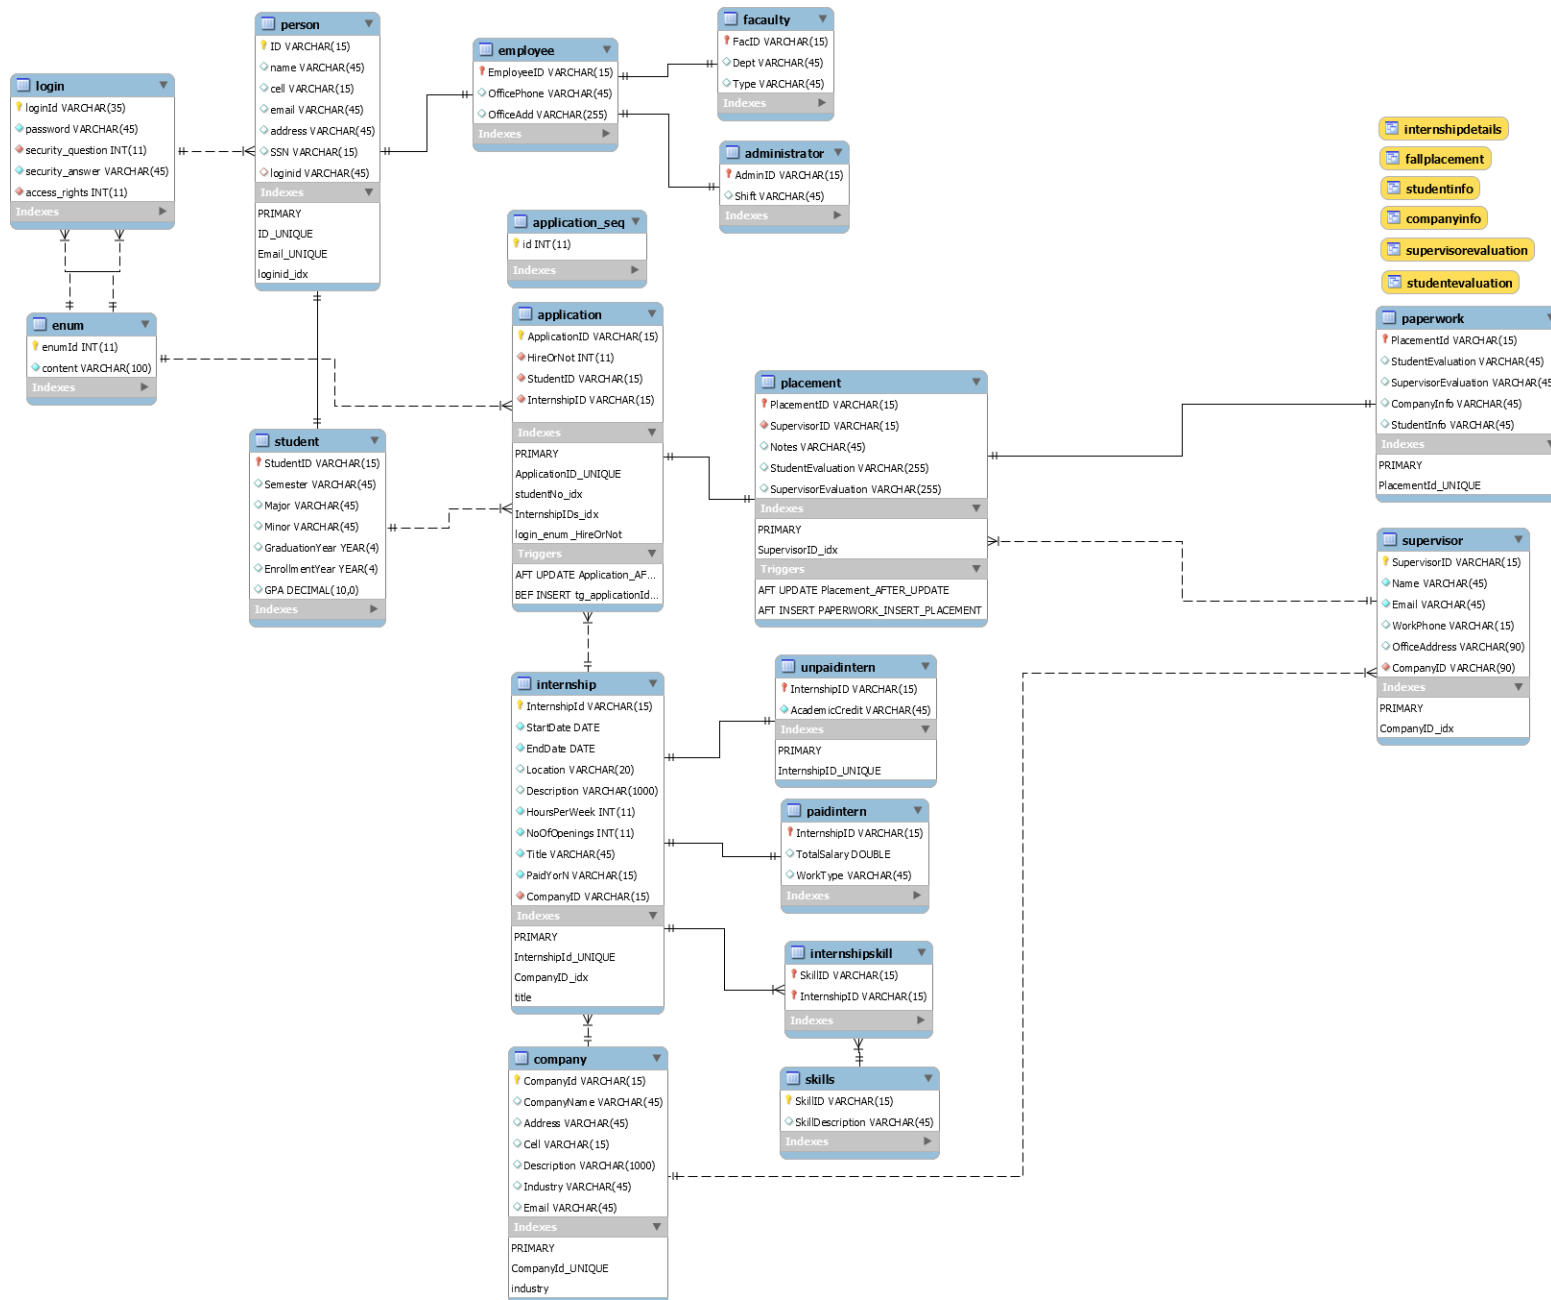 person
ID VARCHAR(15)
name VARCHAR(45)
cell VARCHAR(15)
email VARCHAR(45)
address VARCHAR(45)
SSN VARCHAR(15)
loginid VARCHAR(45)
Indexes
PRIMARY
ID_UNIQUE
Email_UNIQUE
loginid_idx
employee
EmployeeID VARCHAR(15)
OfficePhone VARCHAR(45)
OfficeAdd VARCHAR(255)
Indexes
facaulty
FacID VARCHAR(15)
Dept VARCHAR(45)
Type VARCHAR(45)
Indexes
login
loginId VARCHAR(35)
password VARCHAR(45)
security_question INT(11)
security_answer VARCHAR(45)
access_rights INT(11)
Indexes
administrator
AdminID VARCHAR(15)
Shift VARCHAR(45)
Indexes
internshipdetails
fallplacement
studentinfo
companyinfo
supervisorevaluation
studentevaluation
application_seq
id INT(11)
Indexes
enum
enumId INT(11)
content VARCHAR(100)
Indexes
application
ApplicationID VARCHAR(15)
HireOrNot INT(11)
StudentID VARCHAR(15)
InternshipID VARCHAR(15)
Indexes
PRIMARY
ApplicationID_UNIQUE
studentNo_idx
InternshipIDs_idx
login_enum_HireOrNot
Triggers
AFT UPDATE Application_AF...
BEF INSERT tg_applicationId...
paperwork
PlacementId VARCHAR(15)
StudentEvaluation VARCHAR(45)
SupervisorEvaluation VARCHAR(45
CompanyInfo VARCHAR(45)
StudentInfo VARCHAR(45)
Indexes
PRIMARY
PlacementId_UNIQUE
placement
PlacementID VARCHAR(15)
SupervisorID VARCHAR(15)
Notes VARCHAR(45)
StudentEvaluation VARCHAR(255)
SupervisorEvaluation VARCHAR(255)
Indexes
PRIMARY
SupervisorID_idx
Triggers
AFT UPDATE Placement_AFTER_UPDATE
AFT INSERT PAPERWORK_INSERT_PLACEMENT
student
StudentID VARCHAR(15)
Semester VARCHAR(45)
Major VARCHAR(45)
Minor VARCHAR(45)
GraduationYear YEAR(4)
EnrollmentYear YEAR(4)
GPA DECIMAL(10,0)
Indexes
supervisor
SupervisorID VARCHAR(15)
Name VARCHAR(45)
Email VARCHAR(45)
WorkPhone VARCHAR(15)
OfficeAddress VARCHAR(90)
CompanyID VARCHAR(90)
Indexes
PRIMARY
CompanyID_idx
unpaidintern
InternshipID VARCHAR(15)
AcademicCredit VARCHAR(45)
Indexes
PRIMARY
InternshipID_UNIQUE
internship
InternshipId VARCHAR(15)
StartDate DATE
EndDate DATE
Location VARCHAR(20)
Description VARCHAR(1000)
HoursPerWeek INT(11)
NoOfOpenings INT(11)
Title VARCHAR(45)
PaidYorN VARCHAR(15)
CompanyID VARCHAR(15)
Indexes
PRIMARY
InternshipId_UNIQUE
CompanyID_idx
title
paidintern
InternshipID VARCHAR(15)
TotalSalary DOUBLE
WorkType VARCHAR(45)
Indexes
internshipskill
SkillID VARCHAR(15)
InternshipID VARCHAR(15)
Indexes
company
CompanyId VARCHAR(15)
CompanyName VARCHAR(45)
Address VARCHAR(45)
Cell VARCHAR(15)
Description VARCHAR(1000)
Industry VARCHAR(45)
Email VARCHAR(45)
Indexes
PRIMARY
CompanyId_UNIQUE
industry
skills
SkillID VARCHAR(15)
SkillDescription VARCHAR(45)
Indexes